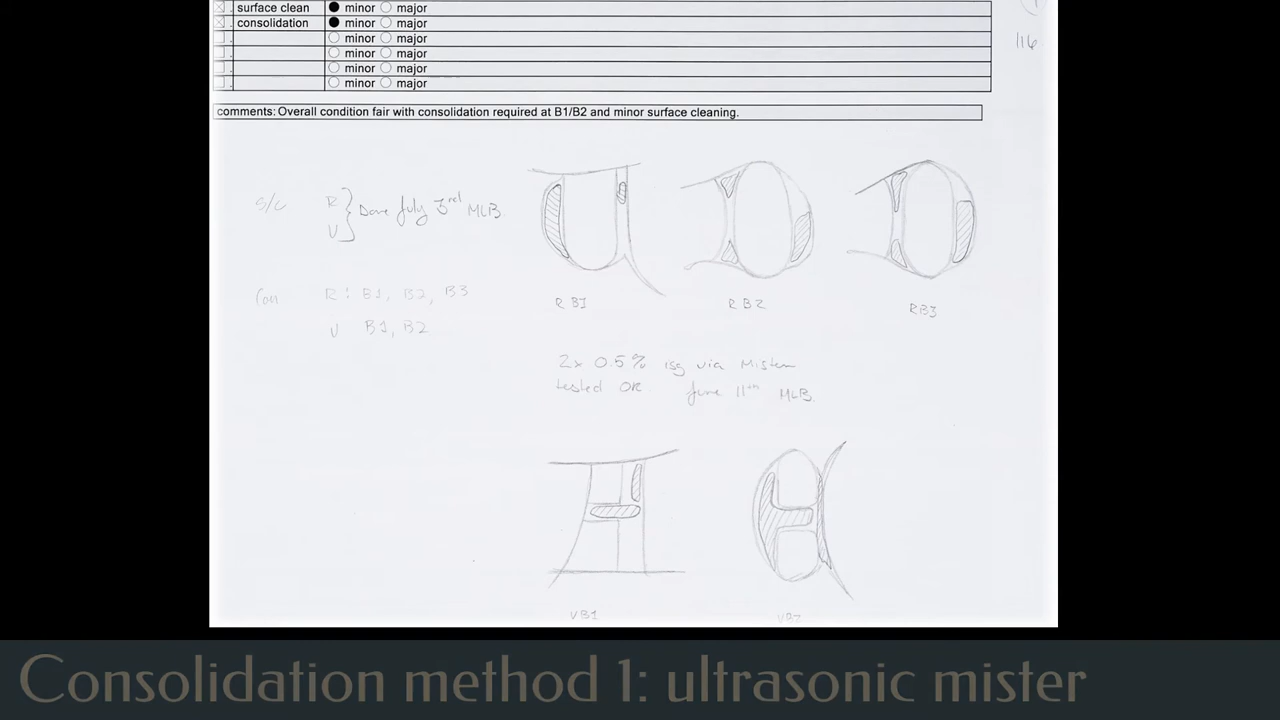 surface clean minor major
consolidation minor major
minor major
minor major
minor major
minor major
116
comments: Overall condition fair with consolidation required at B1/B2 and minor surface cleaning.
S/C R } Done July 3rd MLB
V
R B1 R B2 RB3
Con R: B1, B2, B3
V B1, B2
2x 0.5% isg via Mister
tested OK June 11th MLB
VB1 VB2
Consolidation method 1: ultrasonic mister